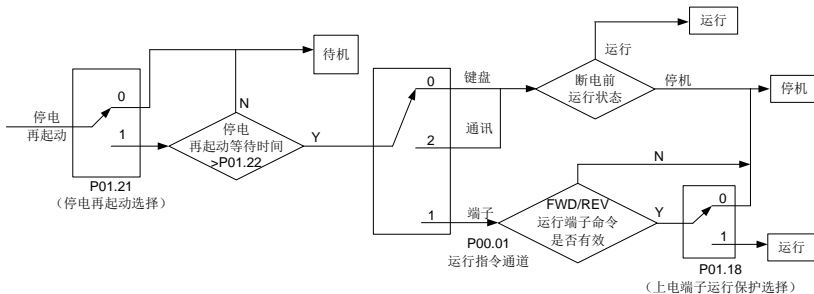 停电
再起动
0
1
P01.21
（停电再起动选择）
待机
N
停电
再起动等待时间
>P01.22
Y
0
键盘
2
通讯
1
端子
P00.01
运行指令通道
断电前
运行状态
运行
运行
停机
停机
FWD/REV
运行端子命令
是否有效
N
Y
0
1
P01.18
（上电端子运行保护选择）
运行